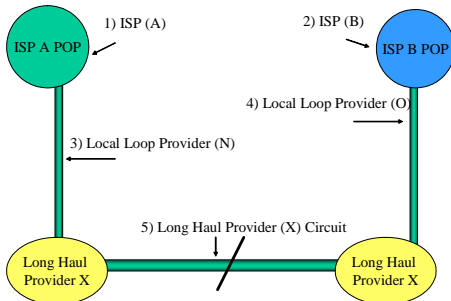 1) ISP (A)
2) ISP (B)
ISP A POP
ISP B POP
4) Local Loop Provider (O)
3) Local Loop Provider (N)
5) Long Haul Provider (X) Circuit
Long Haul
Provider X
Long Haul
Provider X